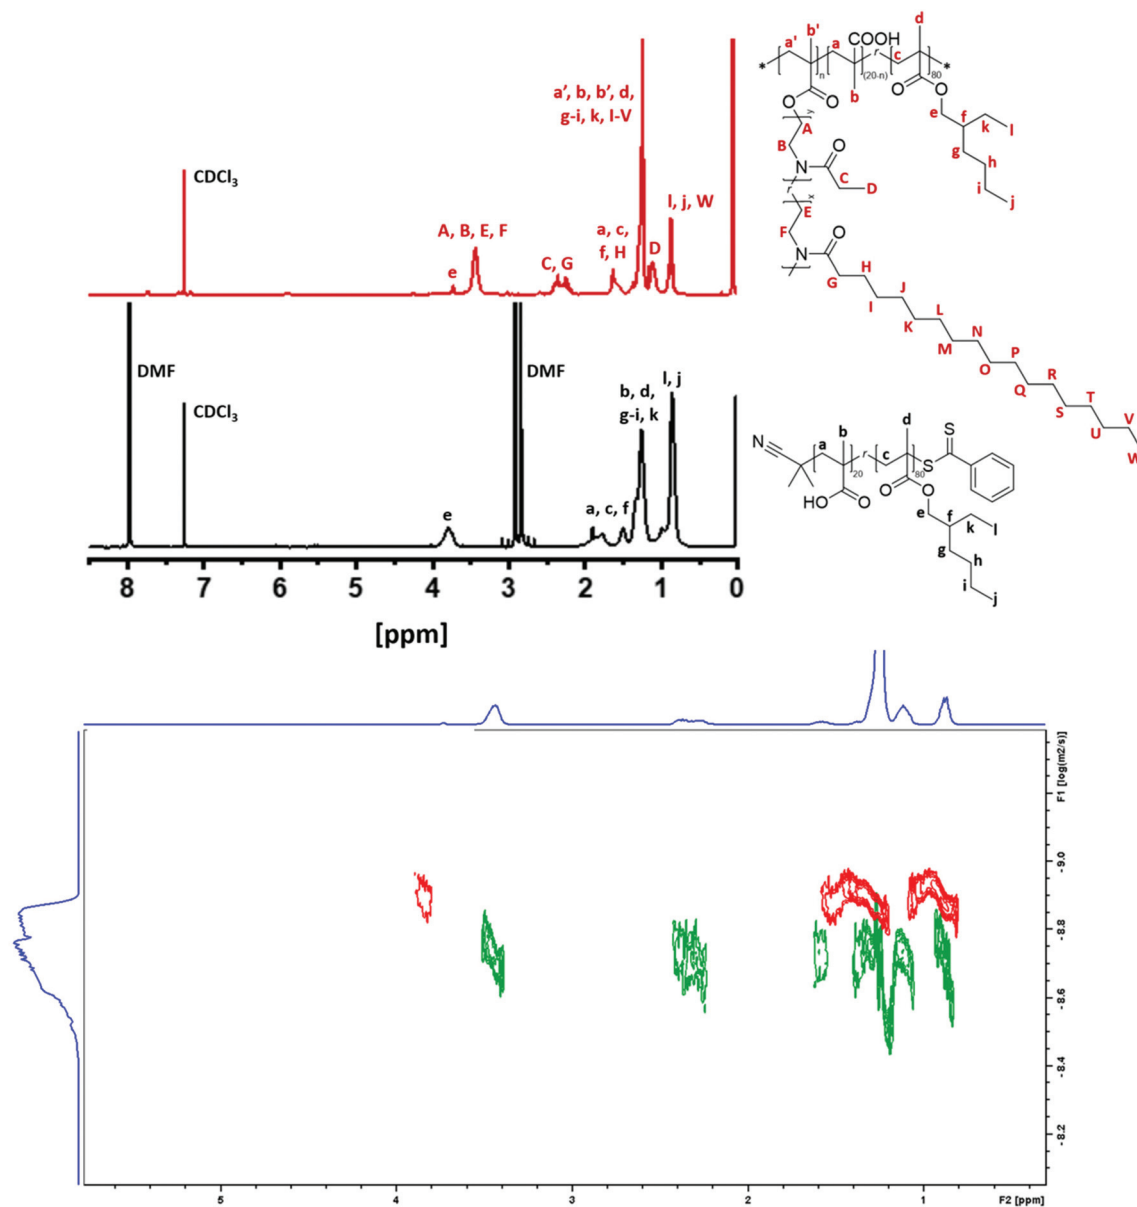 a', b, b', d,
g-i, k, I-V
CDCl3
A, B, E, F
e
C, G
a, c,
f, H
D
l, j, W
DMF
CDCl3
e
DMF
a, c, f
b, d,
g-i, k
l, j
8 7 6 5 4 3 2 1 0
[ppm]
a' b' a COOH c d
* n (20-n) r 80 *
O O b O O
y A e f k l
B g h
N O i j
C D
r x
E
F N O
G H I J K L M N O P Q R S T U V W
N a b r c d S
20 80 S
HO O O O
e f k l
g h
i j
F1 [log(m2/s)]
-9.0
-8.8
-8.6
-8.4
-8.2
5 4 3 2 1 F2 [ppm]